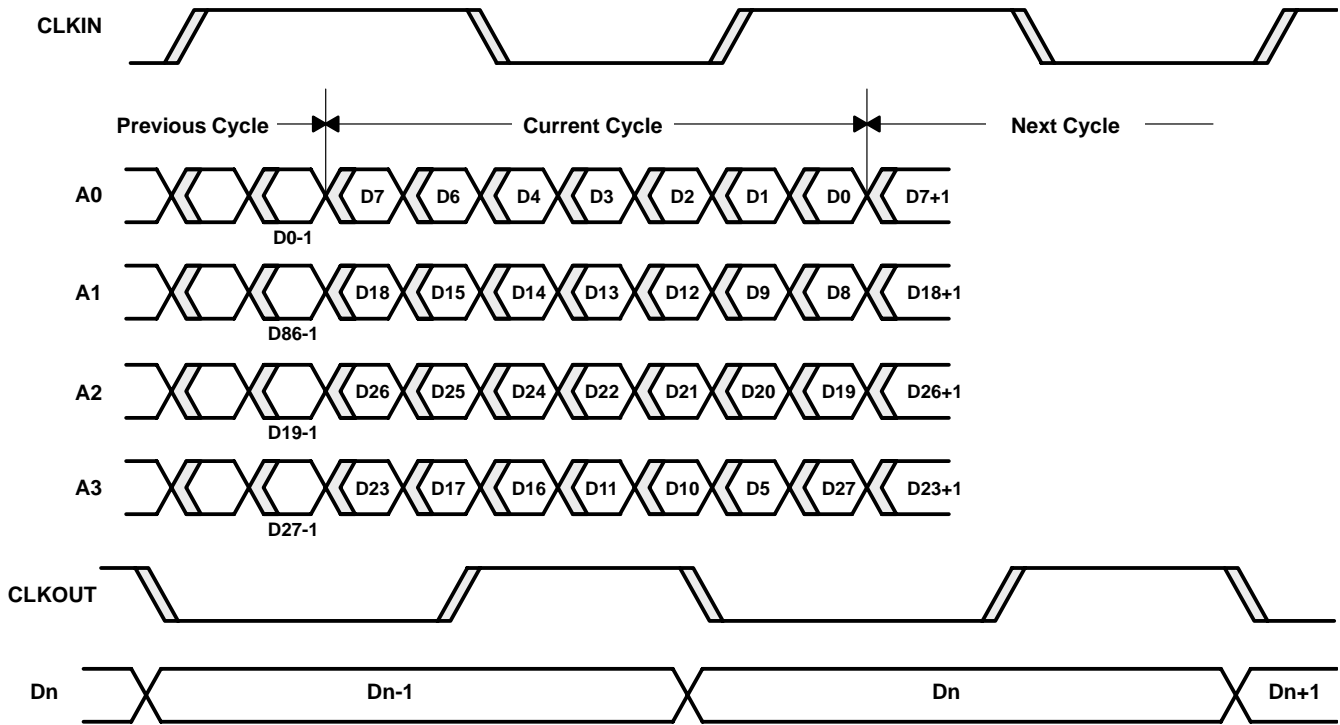 CLKIN
Previous Cycle Current Cycle Next Cycle
A0 D7 D6 D4 D3 D2 D1 D0 D7+1
D0-1
A1 D18 D15 D14 D13 D12 D9 D8 D18+1
D86-1
A2 D26 D25 D24 D22 D21 D20 D19 D26+1
D19-1
A3 D23 D17 D16 D11 D10 D5 D27 D23+1
D27-1
CLKOUT
Dn Dn-1 Dn Dn+1